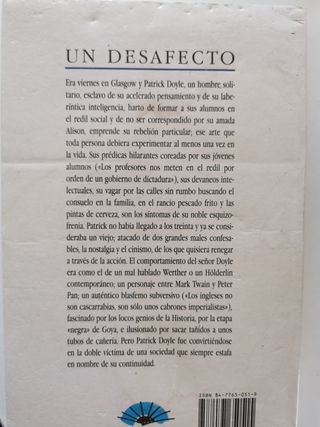 UN DESAFECTO
Era viernes en Glasgow y Patrick Doyle, un hombre soli-
tario, esclavo de su acelerado pensamiento y de su labe-
ríntica inteligencia, harto de formar a sus alumnos en
el redil social y de no ser correspondido por su amada
Alison, emprende su rebelión particular; ese arte que
toda persona debiera experimentar al menos una vez en
la vida. Sus prédicas hilarantes coreadas por sus jóvenes
alumnos («Los profesores nos meten en el redil por
orden de un gobierno de dictadura»), sus devaneos inte-
lectuales, su vagar por las calles sin rumbo buscando el
consuelo en la familia, en el rancio pescado frito y las
pintas de cerveza, son los síntomas de su noble esquizo-
frenia. Patrick no había llegado a los treinta y ya se consi-
deraba un viejo; atacado de dos grandes males confesa-
bles, la nostalgia y el cinismo, de los que quisiera renegar
a través de la acción. El comportamiento del señor Doyle
era como el de un mal hablado Werther o un Hölderlin
contemporáneo; un personaje entre Mark Twain y Peter
Pan; un auténtico blasfemo subversivo («Los ingleses no
son cascarrabias, son sólo unos cabrones imperialistas»),
fascinado por los locos genios de la Historia, por la etapa
«negra» de Goya, e ilusionado por sacar tañidos a unos
tubos de cañería. Pero Patrick Doyle fue convirtiéndose
en la doble víctima de una sociedad que siempre estafa
en nombre de su continuidad.
ISBN 84-7765-051-8